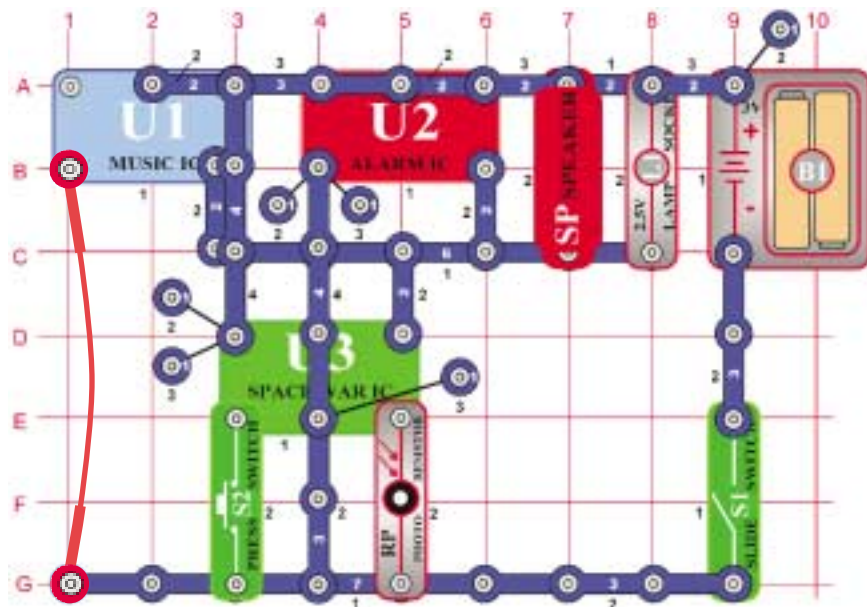 1 2 3 4 5 6 7 8 9 10
A
B
C
D
E
F
G
U1
MUSIC IC
U2
ALARM IC
U3
SPACE WAR IC
SP
SPEAKER
2.5V
LAMP SOCKET
3V
+
-
B1
S2
PRESS SWITCH
RP
PHOTO RESISTOR
S1
SLIDE SWITCH